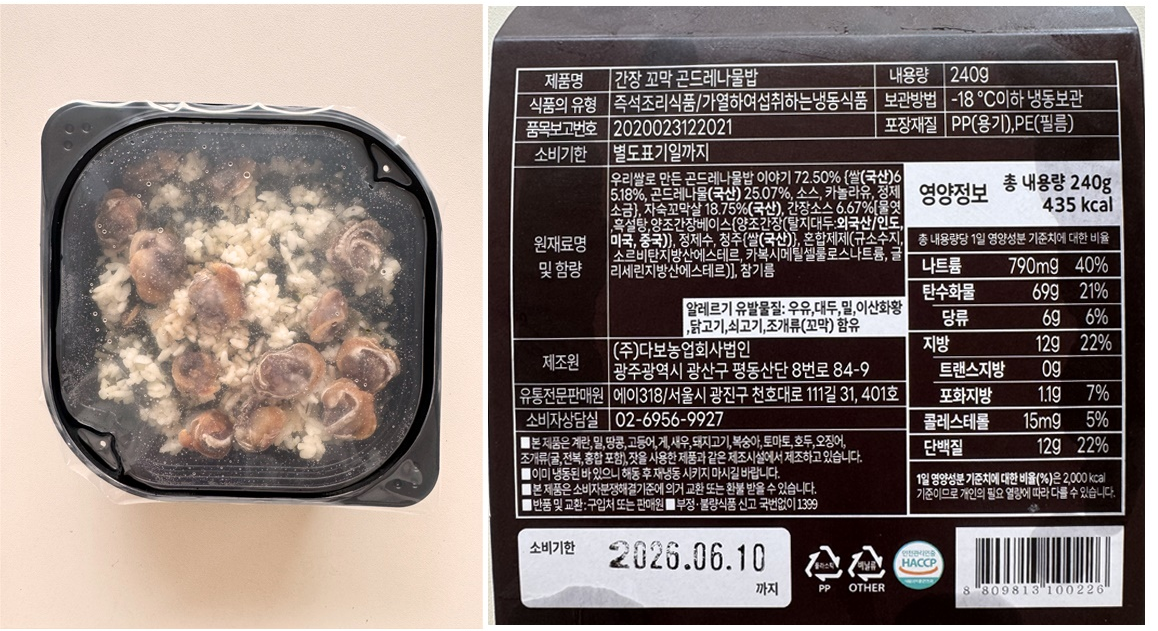 제품명 간장 꼬막 곤드레나물밥 내용량 240g
식품의 유형 즉석조리식품/가열하여섭취하는냉동식품 보관방법 -18 ℃이하 냉동보관
품목보고번호 2020023122021 포장재질 PP(용기),PE(필름)
소비기한 별도표기일까지
원재료명 및 함량
우리쌀로 만든 곤드레나물밥 이야기 72.50% {쌀(국산)6
5.18%, 곤드레나물(국산) 25.07%, 소스, 카놀라유, 정제
소금}, 자숙꼬막살 18.75%(국산), 간장소스 6.67%[물엿
,흑설탕,양조간장베이스{양조간장(탈지대두:외국산/인도,
미국, 중국)}, 정제수, 청주{쌀(국산)}, 혼합제제(규소수지,
소르비탄지방산에스테르, 카복시메틸셀룰로스나트륨, 글
리세린지방산에스테르)], 참기름
알레르기 유발물질: 우유,대두,밀,이산화황
,닭고기,쇠고기,조개류(꼬막) 함유
제조원 (주)다보농업회사법인
광주광역시 광산구 평동산단 8번로 84-9
유통전문판매원 에이318/서울시 광진구 천호대로 111길 31, 401호
소비자상담실 02-6956-9927
■본 제품은 계란, 밀, 땅콩, 고등어, 게, 새우, 돼지고기, 복숭아, 토마토, 호두, 오징어,
조개류(굴, 전복, 홍합 포함), 잣을 사용한 제품과 같은 제조시설에서 제조하고 있습니다.
■이미 냉동된 바 있으니 해동 후 재냉동 시키지 마시길 바랍니다.
■본 제품은 소비자분쟁해결기준에 의거 교환 또는 환불 받을 수 있습니다.
■반품 및 교환 : 구입처 또는 판매원 ■부정·불량식품 신고 국번없이 1399
영양정보 총 내용량 240g
435 kcal
총 내용량당 1일 영양성분 기준치에 대한 비율
나트륨 790mg 40%
탄수화물 69g 21%
당류 6g 6%
지방 12g 22%
트랜스지방 0g
포화지방 1.1g 7%
콜레스테롤 15mg 5%
단백질 12g 22%
1일 영양성분 기준치에 대한 비율(%)은 2,000 kcal
기준이므로 개인의 필요 열량에 따라 다를 수 있습니다.
소비기한 2026.06.10
까지
플라스틱
PP
비닐류
OTHER
안전관리인증
HACCP
8 809813 100226